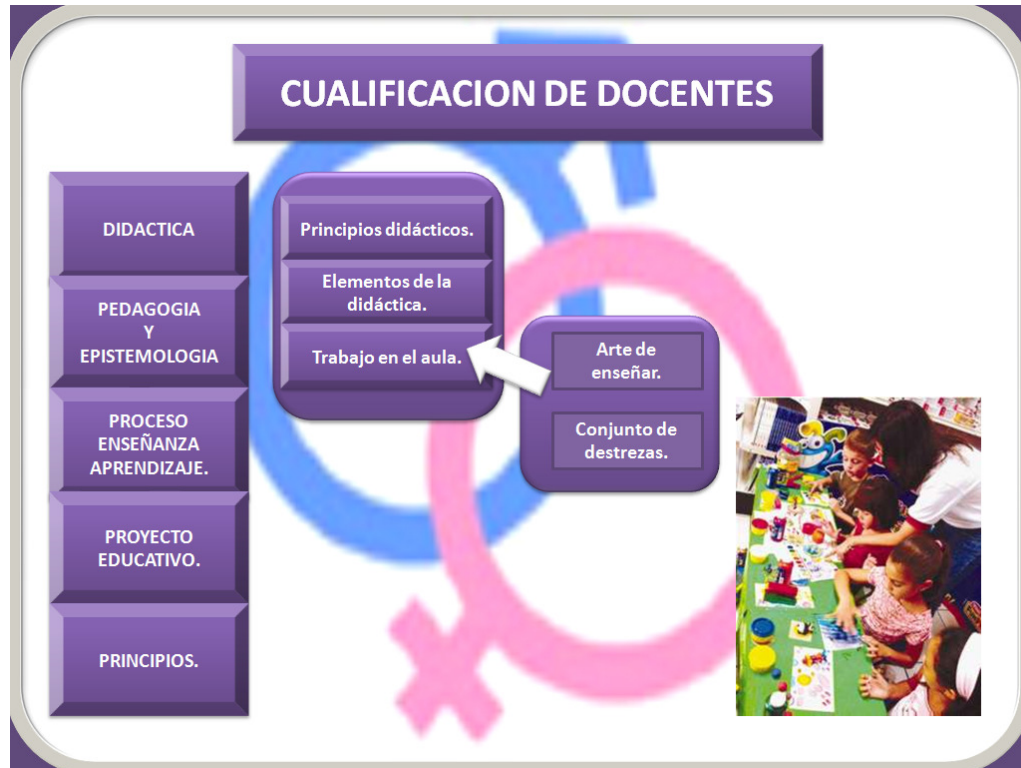 CUALIFICACION DE DOCENTES
DIDACTICA
PEDAGOGIA
Y
EPISTEMOLOGIA
PROCESO
ENSEÑANZA
APRENDIZAJE.
PROYECTO
EDUCATIVO.
PRINCIPIOS.
Principios didácticos.
Elementos de la
didáctica.
Trabajo en el aula.
Arte de
enseñar.
Conjunto de
destrezas.